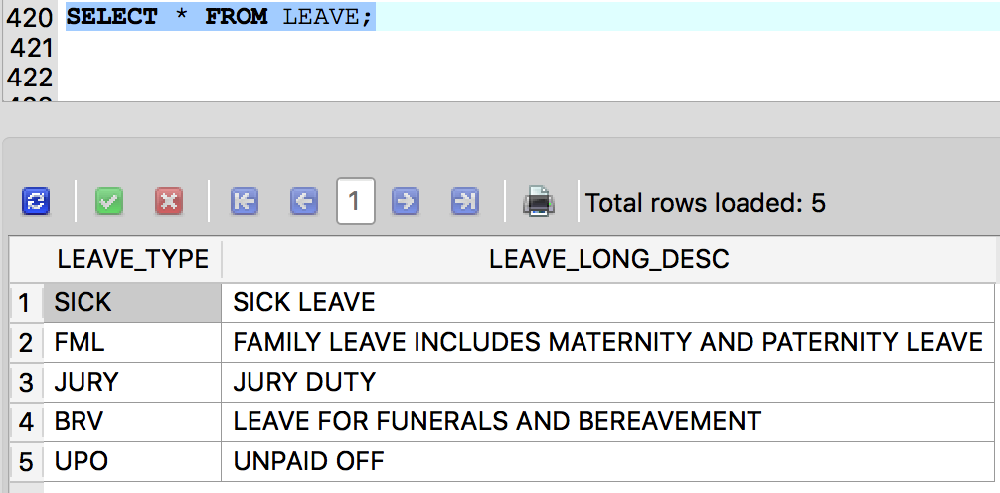 420 SELECT * FROM LEAVE;
421
422
1 Total rows loaded: 5
LEAVE_TYPE LEAVE_LONG_DESC
1 SICK SICK LEAVE
2 FML FAMILY LEAVE INCLUDES MATERNITY AND PATERNITY LEAVE
3 JURY JURY DUTY
4 BRV LEAVE FOR FUNERALS AND BEREAVEMENT
5 UPO UNPAID OFF